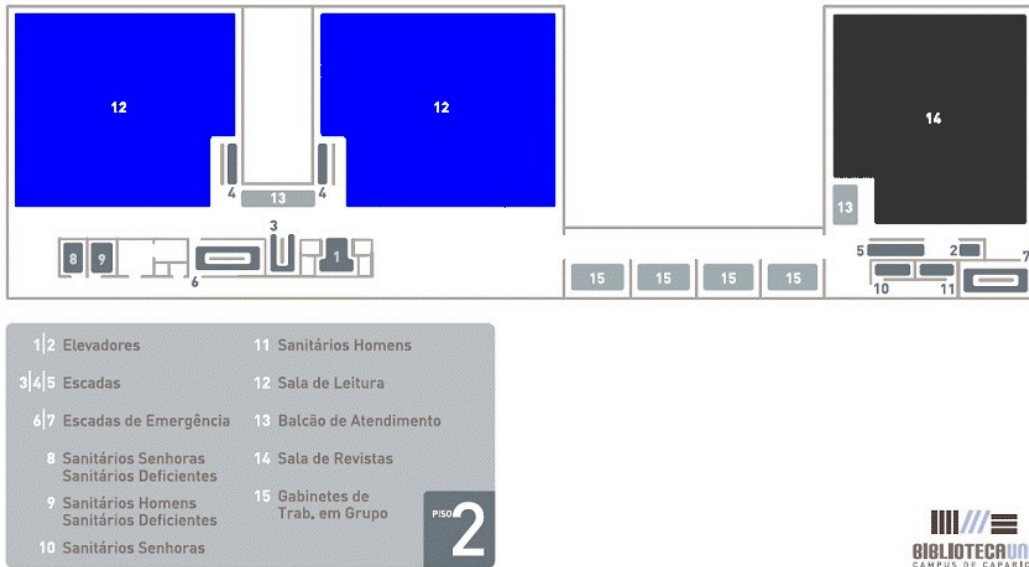 12
12
14
4
4
13
13
3
5
2
7
8
9
1
6
15
15
15
15
10
11
1|2 Elevadores
3|4|5 Escadas
6|7 Escadas de Emergência
8 Sanitários Senhoras
Sanitários Deficientes
9 Sanitários Homens
Sanitários Deficientes
10 Sanitários Senhoras
11 Sanitários Homens
12 Sala de Leitura
13 Balcão de Atendimento
14 Sala de Revistas
15 Gabinetes de
Trab. em Grupo
PISO 2
BIBLIOTECAUN
CAMPUS DE CAPARIC